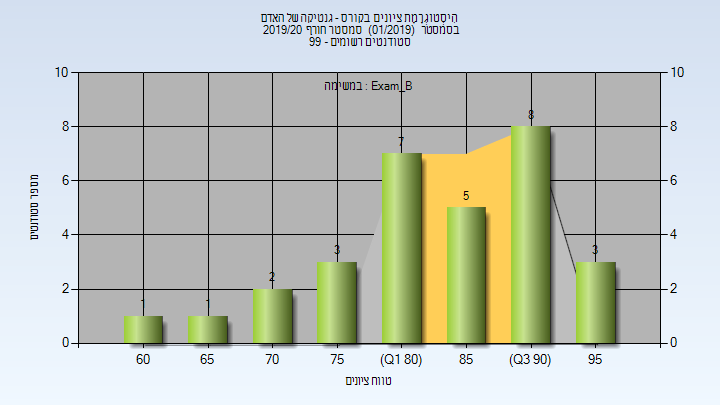 היסטוגרמת ציונים בקורס - גנטיקה של האדם
בסמסטר (01/2019) סמסטר חורף 2019/20
סטודנטים רשומים - 99
במשימה : Exam_B
מספר סטודנטים
10 10
8 8
6 6
4 4
2 2
0 0
1 1 2 3 7 5 8 3
60 65 70 75 (Q1 80) 85 (Q3 90) 95
טווח ציונים